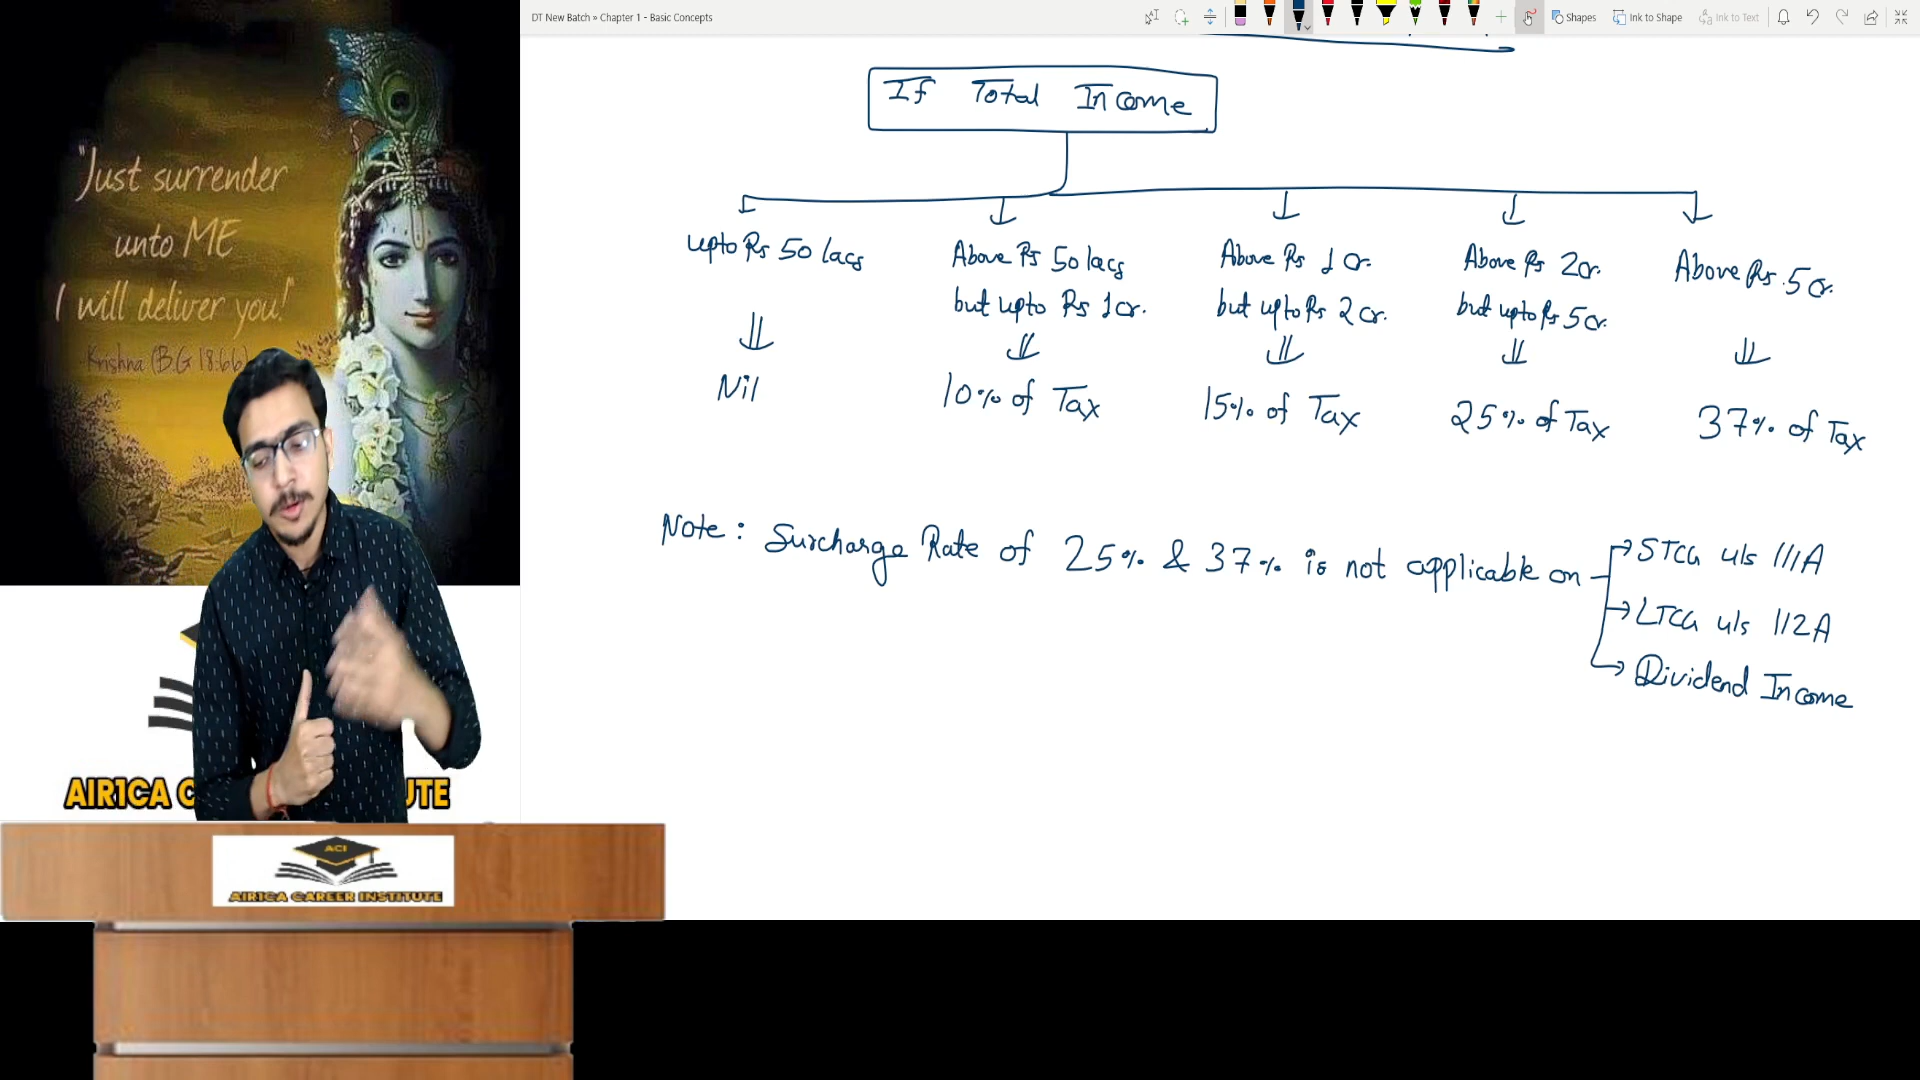 DT New Batch » Chapter 1 - Basic Concepts
Shapes
Ink to Shape
Ink to Text
If Total Income
upto Rs 50 lacs
Nil
Above Rs 50 lacs
but upto Rs 1 cr.
10% of Tax
Above Rs 1 cr.
but upto Rs 2 cr.
15% of Tax
Above Rs 2 cr.
but upto Rs 5 cr.
25% of Tax
Above Rs. 5 cr.
37% of Tax
Note: Surcharge Rate of 25% & 37% is not applicable on
STCG u/s 111A
LTCG u/s 112A
Dividend Income
"Just surrender
unto ME
I will deliver you!"
- Krishna (B.G 18:66)
AIR1CA C
UTE
ACI
AIR1CA CAREER INSTITUTE